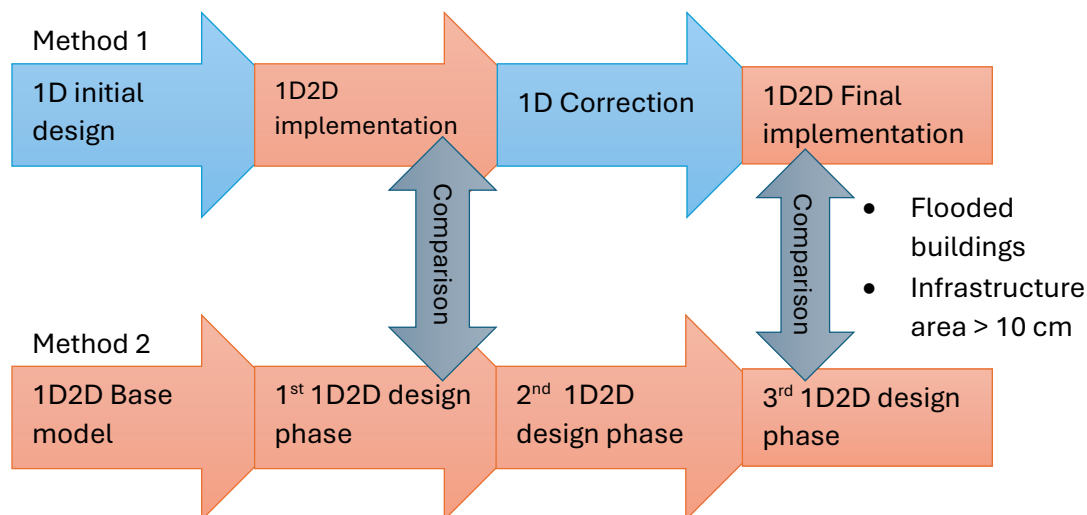 Method 1
1D initial
design
1D2D
implementation
1D Correction
1D2D Final
implementation
Comparison
Comparison
• Flooded
buildings
• Infrastructure
area > 10 cm
Method 2
1D2D Base
model
1st 1D2D design
phase
2nd 1D2D
design phase
3rd 1D2D design
phase